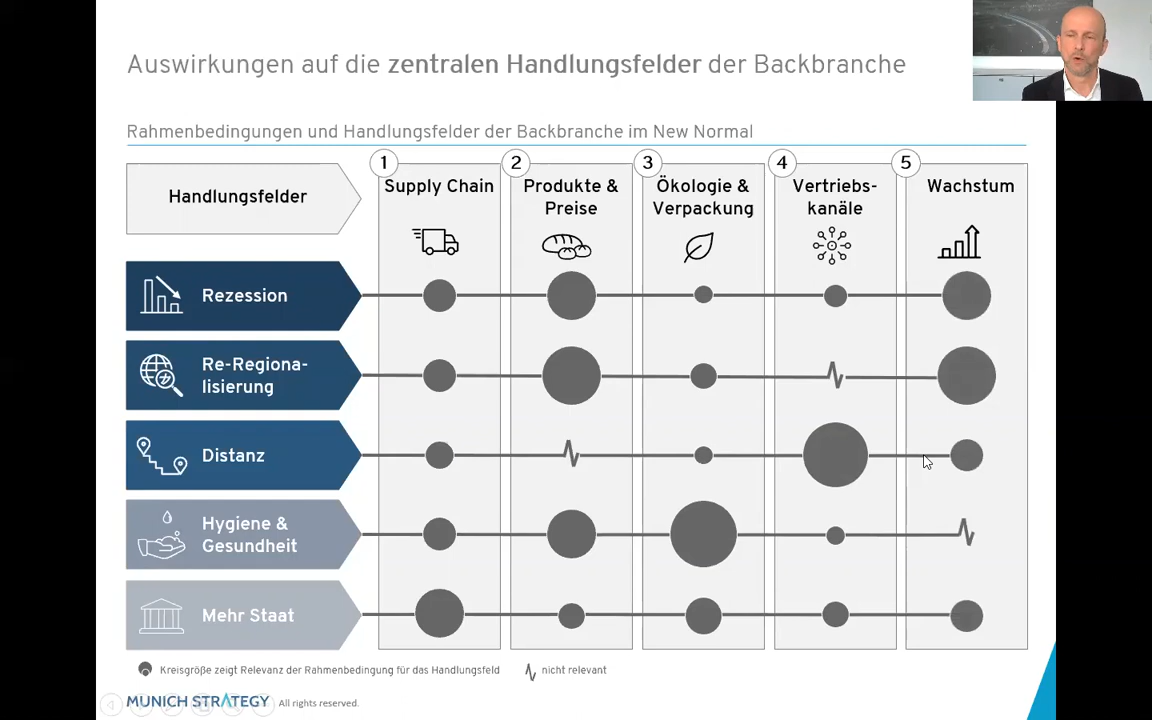 Auswirkungen auf die zentralen Handlungsfelder der Backbranche
Rahmenbedingungen und Handlungsfelder der Backbranche im New Normal
Handlungsfelder
1
Supply Chain
2
Produkte &
Preise
3
Ökologie &
Verpackung
4
Vertriebs-
kanäle
5
Wachstum
Rezession
Re-Regiona-
lisierung
Distanz
Hygiene &
Gesundheit
Mehr Staat
Kreisgröße zeigt Relevanz der Rahmenbedingung für das Handlungsfeld
nicht relevant
MUNICH STRATEGY All rights reserved.